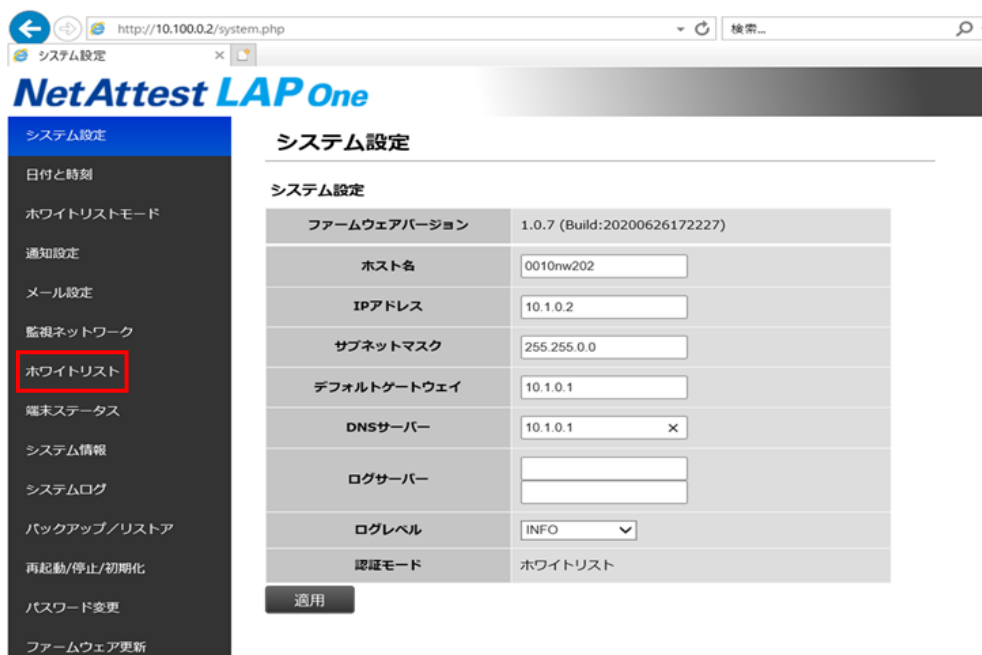 http://10.100.0.2/system.php
検索...
システム設定
NetAttest LAP One
システム設定
日付と時刻
ホワイトリストモード
通知設定
メール設定
監視ネットワーク
ホワイトリスト
端末ステータス
システム情報
システムログ
バックアップ／リストア
再起動/停止/初期化
パスワード変更
ファームウェア更新
システム設定
システム設定
ファームウェアバージョン 1.0.7 (Build:20200626172227)
ホスト名 0010nw202
IPアドレス 10.1.0.2
サブネットマスク 255.255.0.0
デフォルトゲートウェイ 10.1.0.1
DNSサーバー 10.1.0.1
ログサーバー
ログレベル INFO
認証モード ホワイトリスト
適用